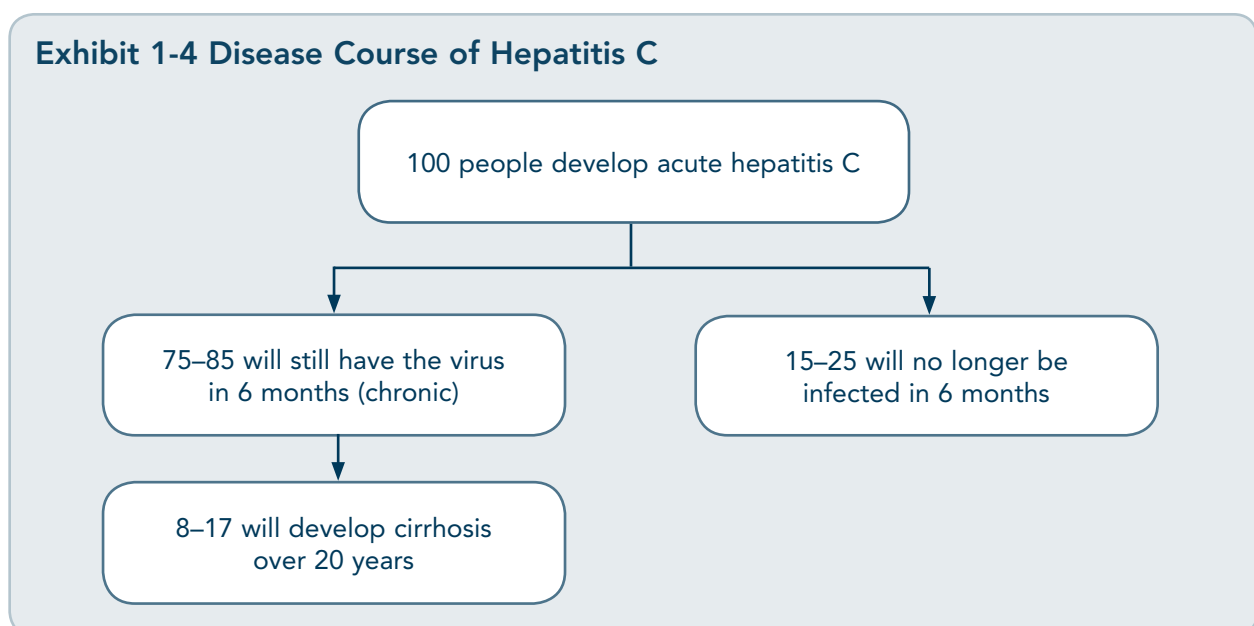 Exhibit 1-4 Disease Course of Hepatitis C
100 people develop acute hepatitis C
75–85 will still have the virus
in 6 months (chronic)
15–25 will no longer be
infected in 6 months
8–17 will develop cirrhosis
over 20 years